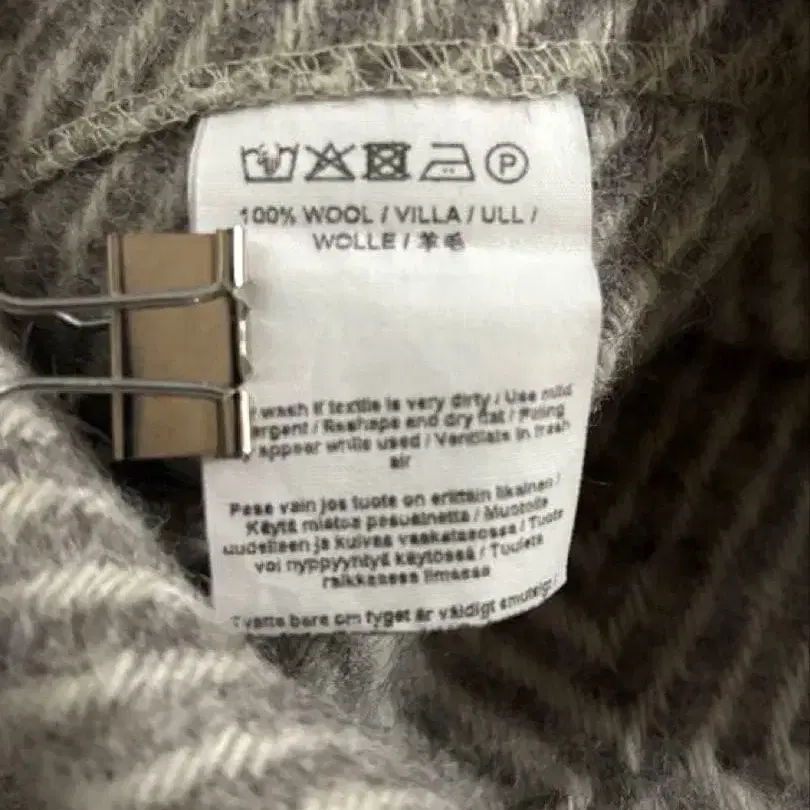 P
100% WOOL / VILLA / ULL /
WOLLE / 羊毛
wash if textile is very dirty / Use mild
ergent / Reshape and dry flat / Pilling
appear while used / Ventilate in fresh
air
Pese vain jos tuote on erittäin likainen /
Käytä mietoa pesuainetta / Muotoile
uudelleen ja kuivaa vaakatasossa / Tuote
voi nyppyyntyä käytössä / Tuuleta
raikkaassa ilmassa
Tvätta bara om tyget är väldigt smutsigt /